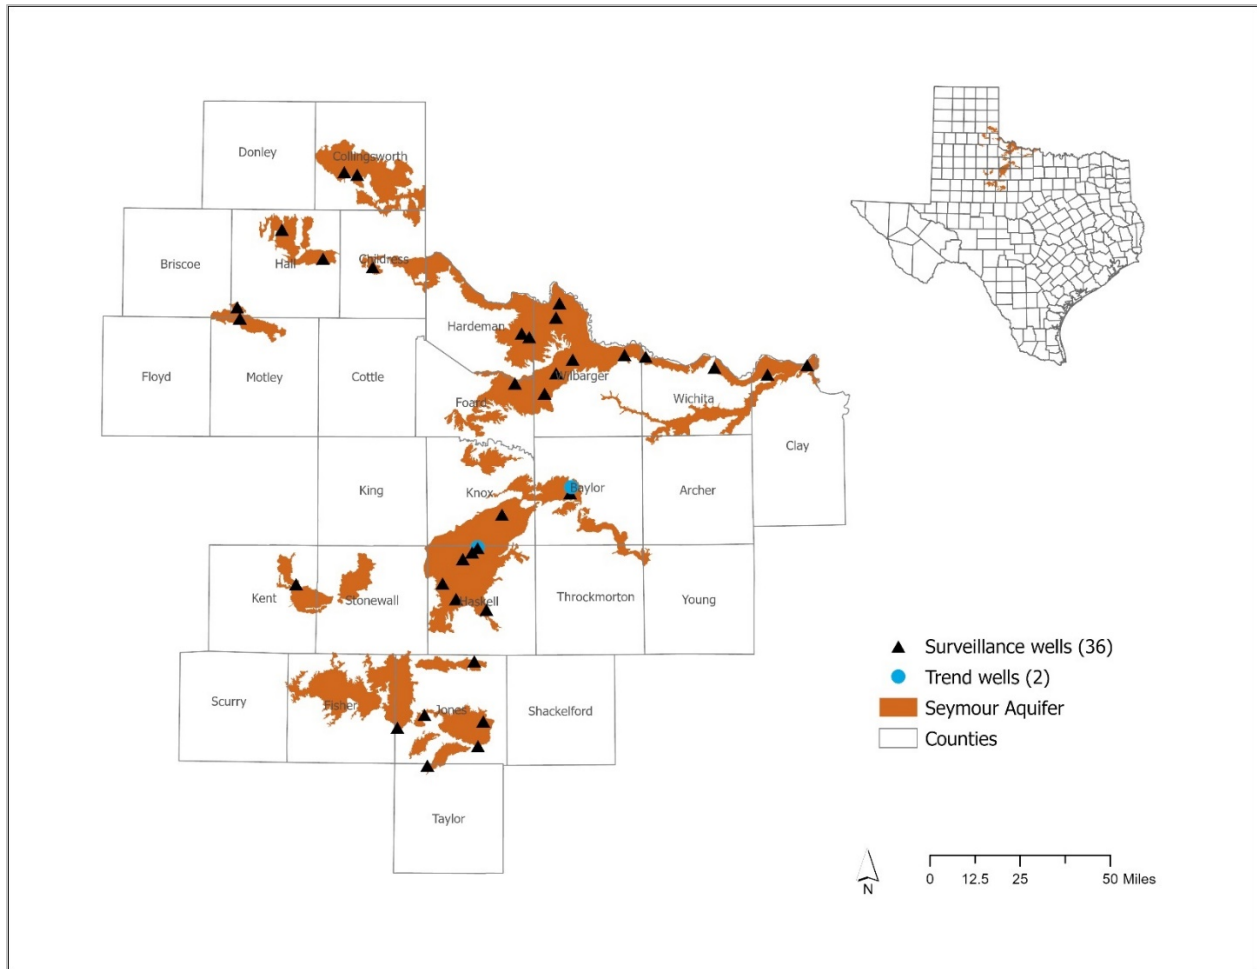 Donley
Collingsworth
Briscoe
Hall
Childress
Hardeman
Floyd
Motley
Cottle
Foard
Wilbarger
Wichita
Clay
King
Knox
Baylor
Archer
Kent
Stonewall
Haskell
Throckmorton
Young
Scurry
Fisher
Jones
Shackelford
Taylor
Surveillance wells (36)
Trend wells (2)
Seymour Aquifer
Counties
N
0 12.5 25 50 Miles